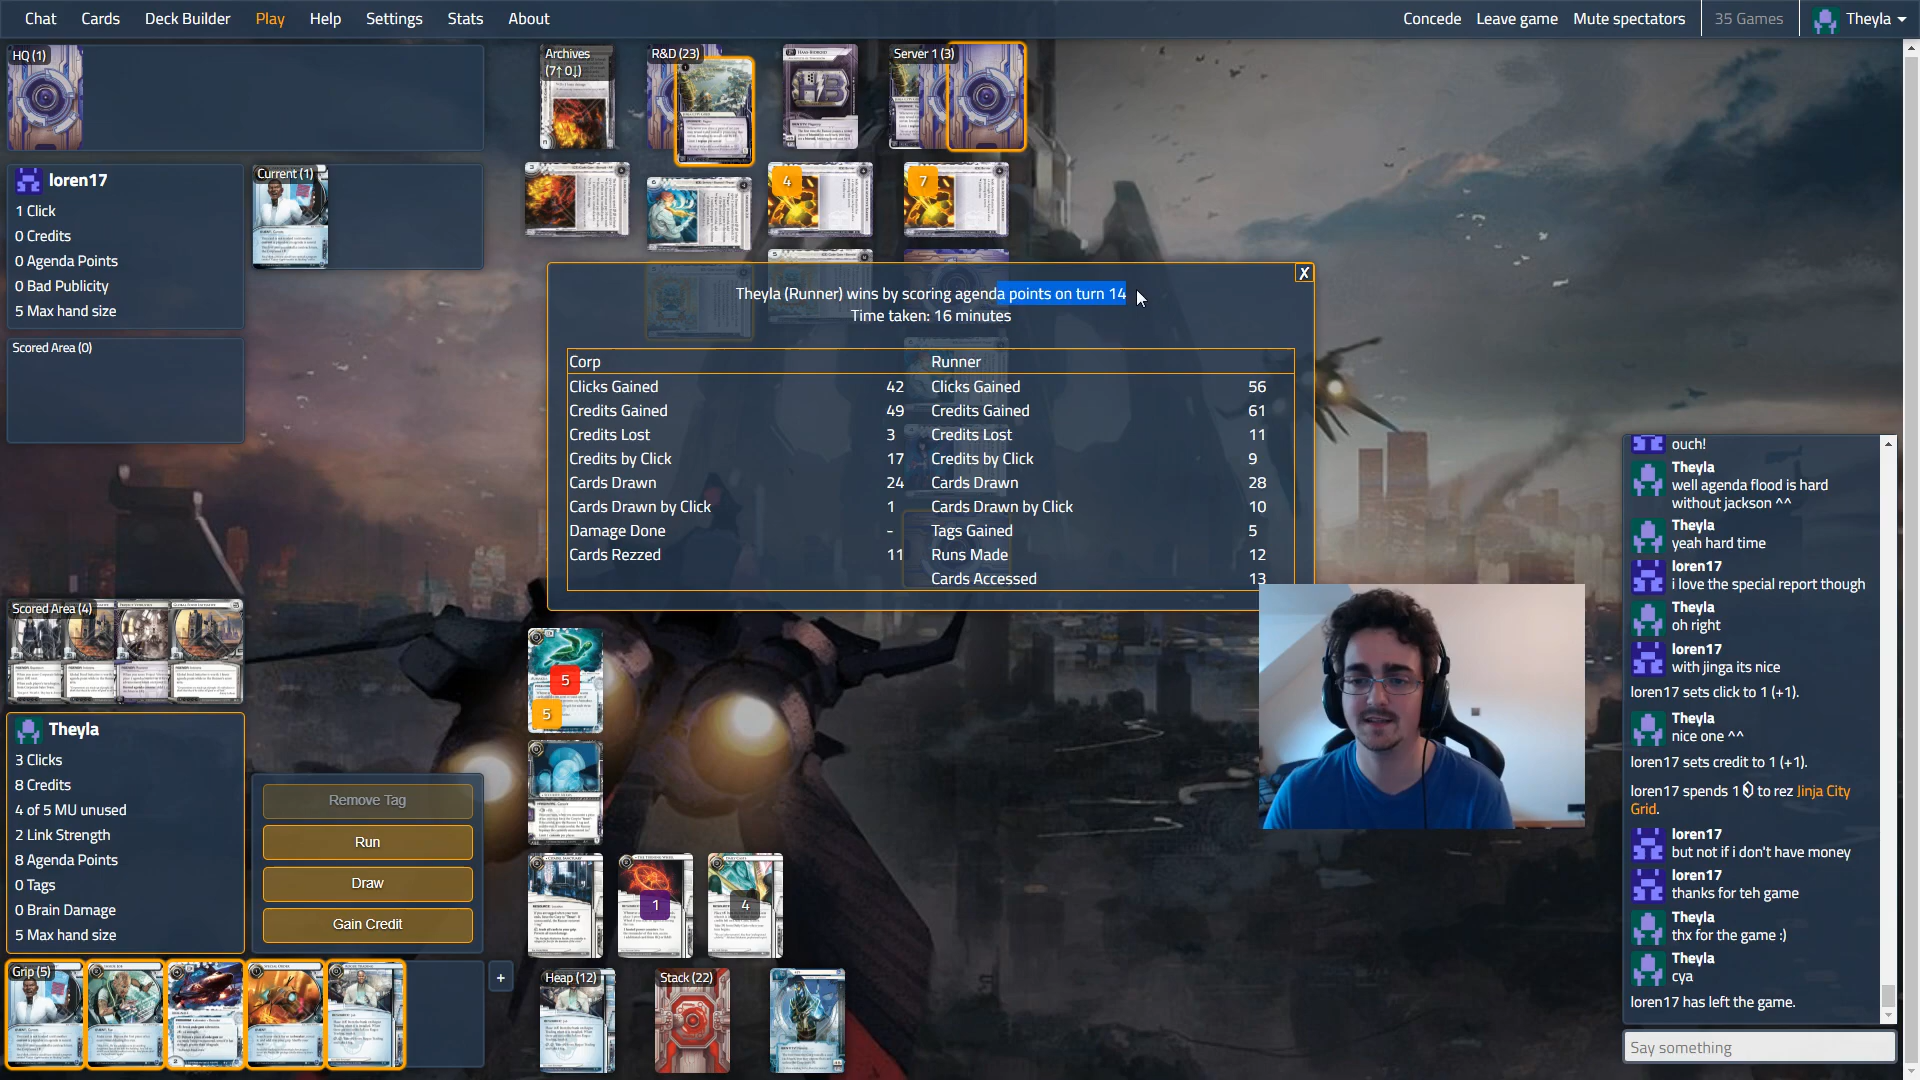 Chat Cards Deck Builder Play Help Settings Stats About
Concede Leave game Mute spectators 35 Games Theyla
HQ (1)
loren17
1 Click
0 Credits
0 Agenda Points
0 Bad Publicity
5 Max hand size
Current (1)
Scored Area (0)
Archives
(7↑ 0↓)
R&D (23)
Server 1 (3)
4
7
X
Theyla (Runner) wins by scoring agenda points on turn 14
Time taken: 16 minutes
Corp Runner
Clicks Gained 42 Clicks Gained 56
Credits Gained 49 Credits Gained 61
Credits Lost 3 Credits Lost 11
Credits by Click 17 Credits by Click 9
Cards Drawn 24 Cards Drawn 28
Cards Drawn by Click 1 Cards Drawn by Click 10
Damage Done - Tags Gained 5
Cards Rezzed 11 Runs Made 12
Cards Accessed 13
Scored Area (4)
Theyla
3 Clicks
8 Credits
4 of 5 MU unused
2 Link Strength
8 Agenda Points
0 Tags
0 Brain Damage
5 Max hand size
Remove Tag
Run
Draw
Gain Credit
Grip (5)
+
5
5
1
4
Heap (12)
Stack (22)
ouch!
Theyla
well agenda flood is hard
without jackson ^^
Theyla
yeah hard time
loren17
i love the special report though
Theyla
oh right
loren17
with jinga its nice
loren17 sets click to 1 (+1).
Theyla
nice one ^^
loren17 sets credit to 1 (+1).
loren17 spends 1 to rez Jinja City
Grid.
loren17
but not if i don't have money
loren17
thanks for teh game
Theyla
thx for the game :)
Theyla
cya
loren17 has left the game.
Say something